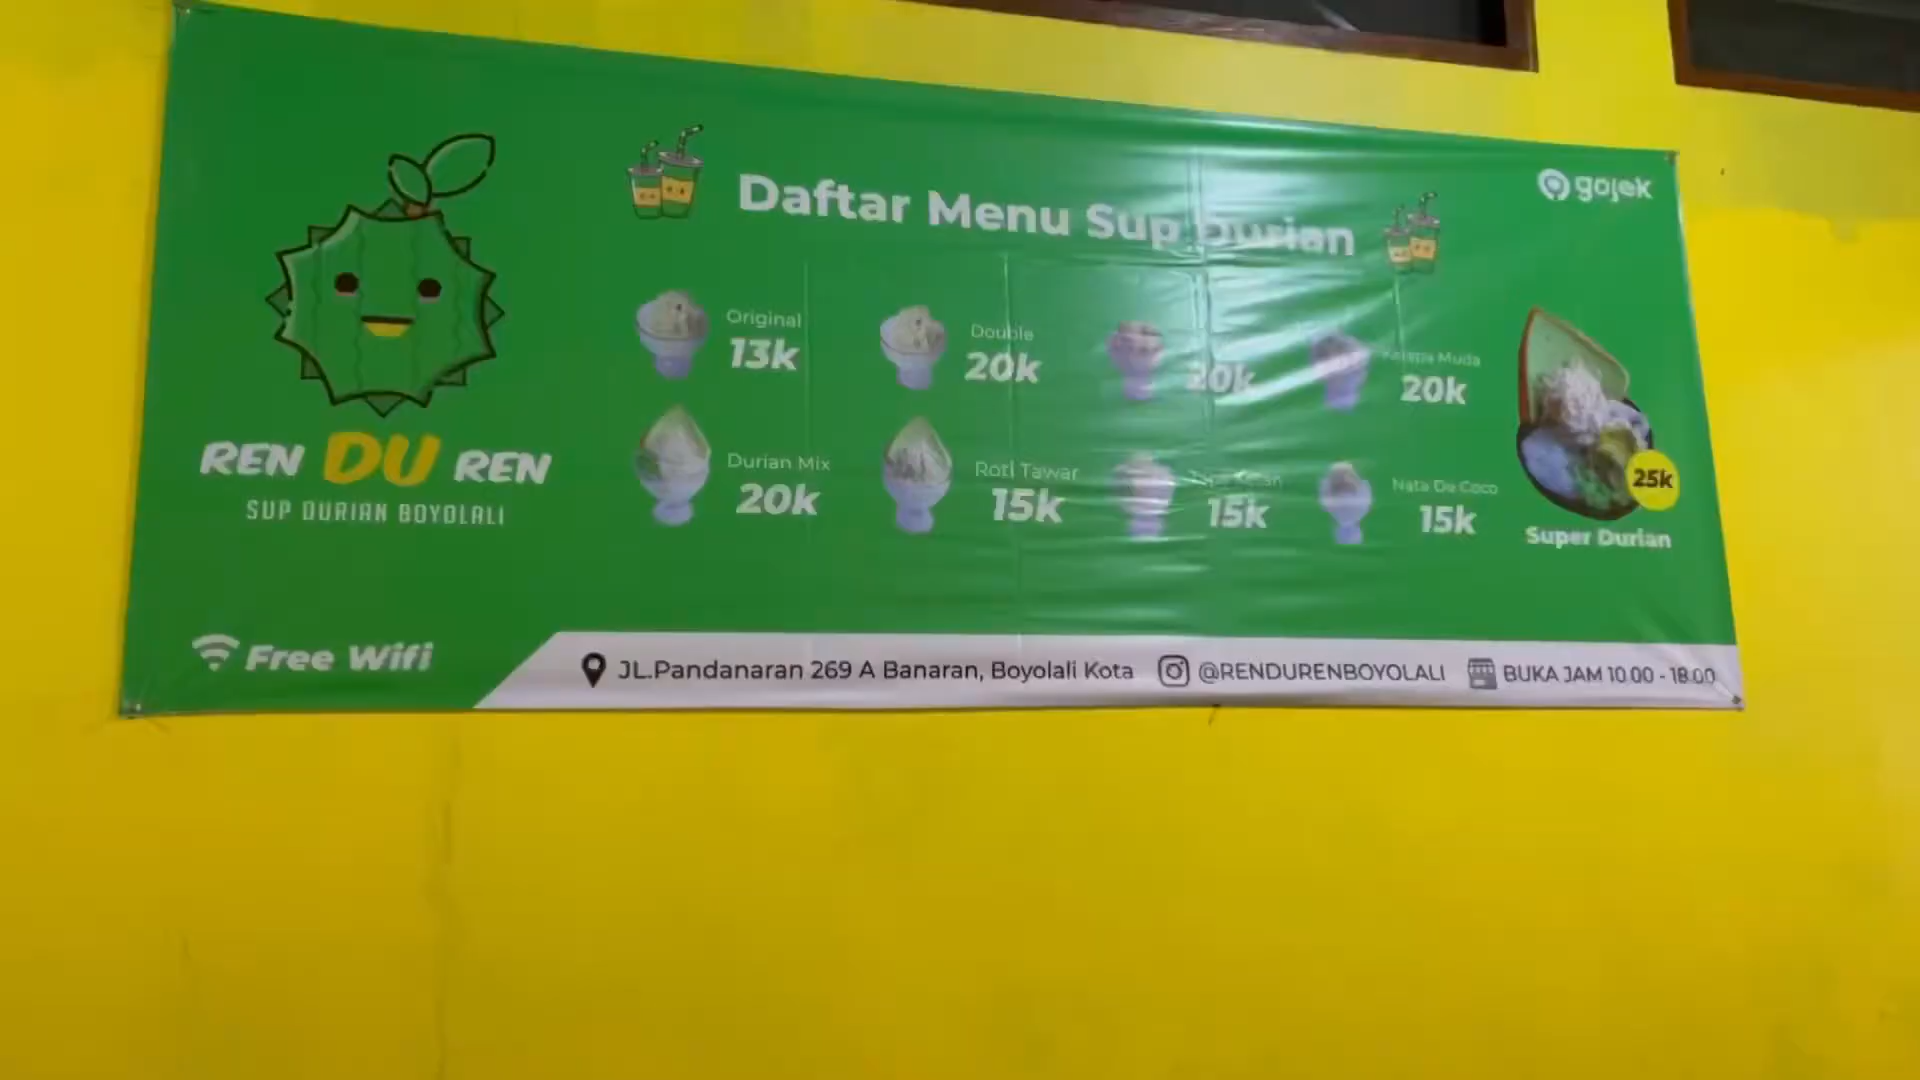 gojek
Daftar Menu Sup Durian
Original
13k
Double
20k
20k
Kelapa Muda
20k
Durian Mix
20k
Roti Tawar
15k
15k
Nata De Coco
15k
25k
Super Durian
REN DU REN
SUP DURIAN BOYOLALI
Free Wifi
JL.Pandanaran 269 A Banaran, Boyolali Kota
@RENDURENBOYOLALI
BUKA JAM 10.00 - 18.00